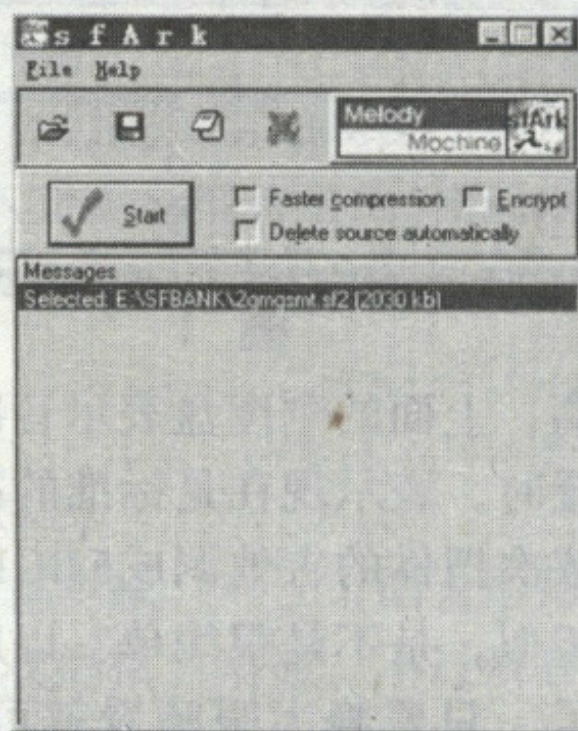 sfArk
File Help
Melody
Machine
sfArk
Start
Faster compression
Encrypt
Delete source automatically
Messages
Selected: E:\SFBANK\2gmgsmt.sf2 (2030 kb)